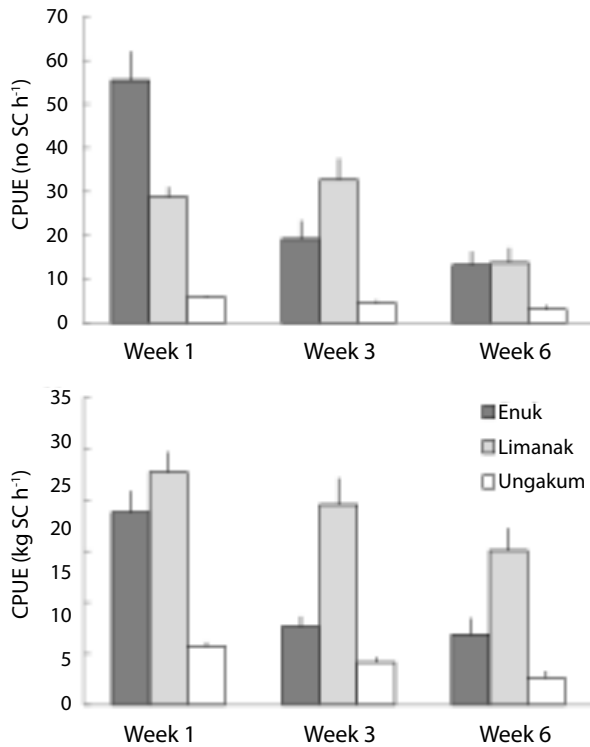 CPUE (no SC h⁻¹)
70
60
50
40
30
20
10
0
Week 1 Week 3 Week 6
CPUE (kg SC h⁻¹)
35
30
25
20
15
10
5
0
Enuk
Limanak
Ungakum
Week 1 Week 3 Week 6